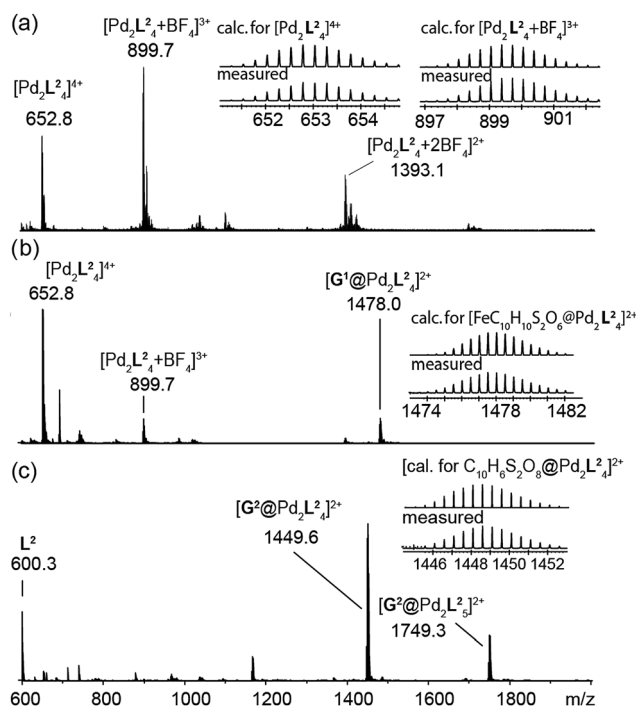 (a)
[Pd₂L²₄+BF₄]³⁺
899.7
[Pd₂L²₄]⁴⁺
652.8
calc.for [Pd₂L²₄]⁴⁺
measured
652 653 654
calc.for [Pd₂L²₄+BF₄]³⁺
measured
897 899 901
[Pd₂L²₄+2BF₄]²⁺
1393.1
(b)
[Pd₂L²₄]⁴⁺
652.8
[Pd₂L²₄+BF₄]³⁺
899.7
[G¹@Pd₂L²₄]²⁺
1478.0
calc.for [FeC₁₀H₁₀S₂O₆@Pd₂L²₄]²⁺
measured
1474 1478 1482
(c)
L²
600.3
[G²@Pd₂L²₄]²⁺
1449.6
[cal. for C₁₀H₆S₂O₈@Pd₂L²₄]²⁺
measured
1446 1448 1450 1452
[G²@Pd₂L²₅]²⁺
1749.3
600 800 1000 1200 1400 1600 1800 m/z